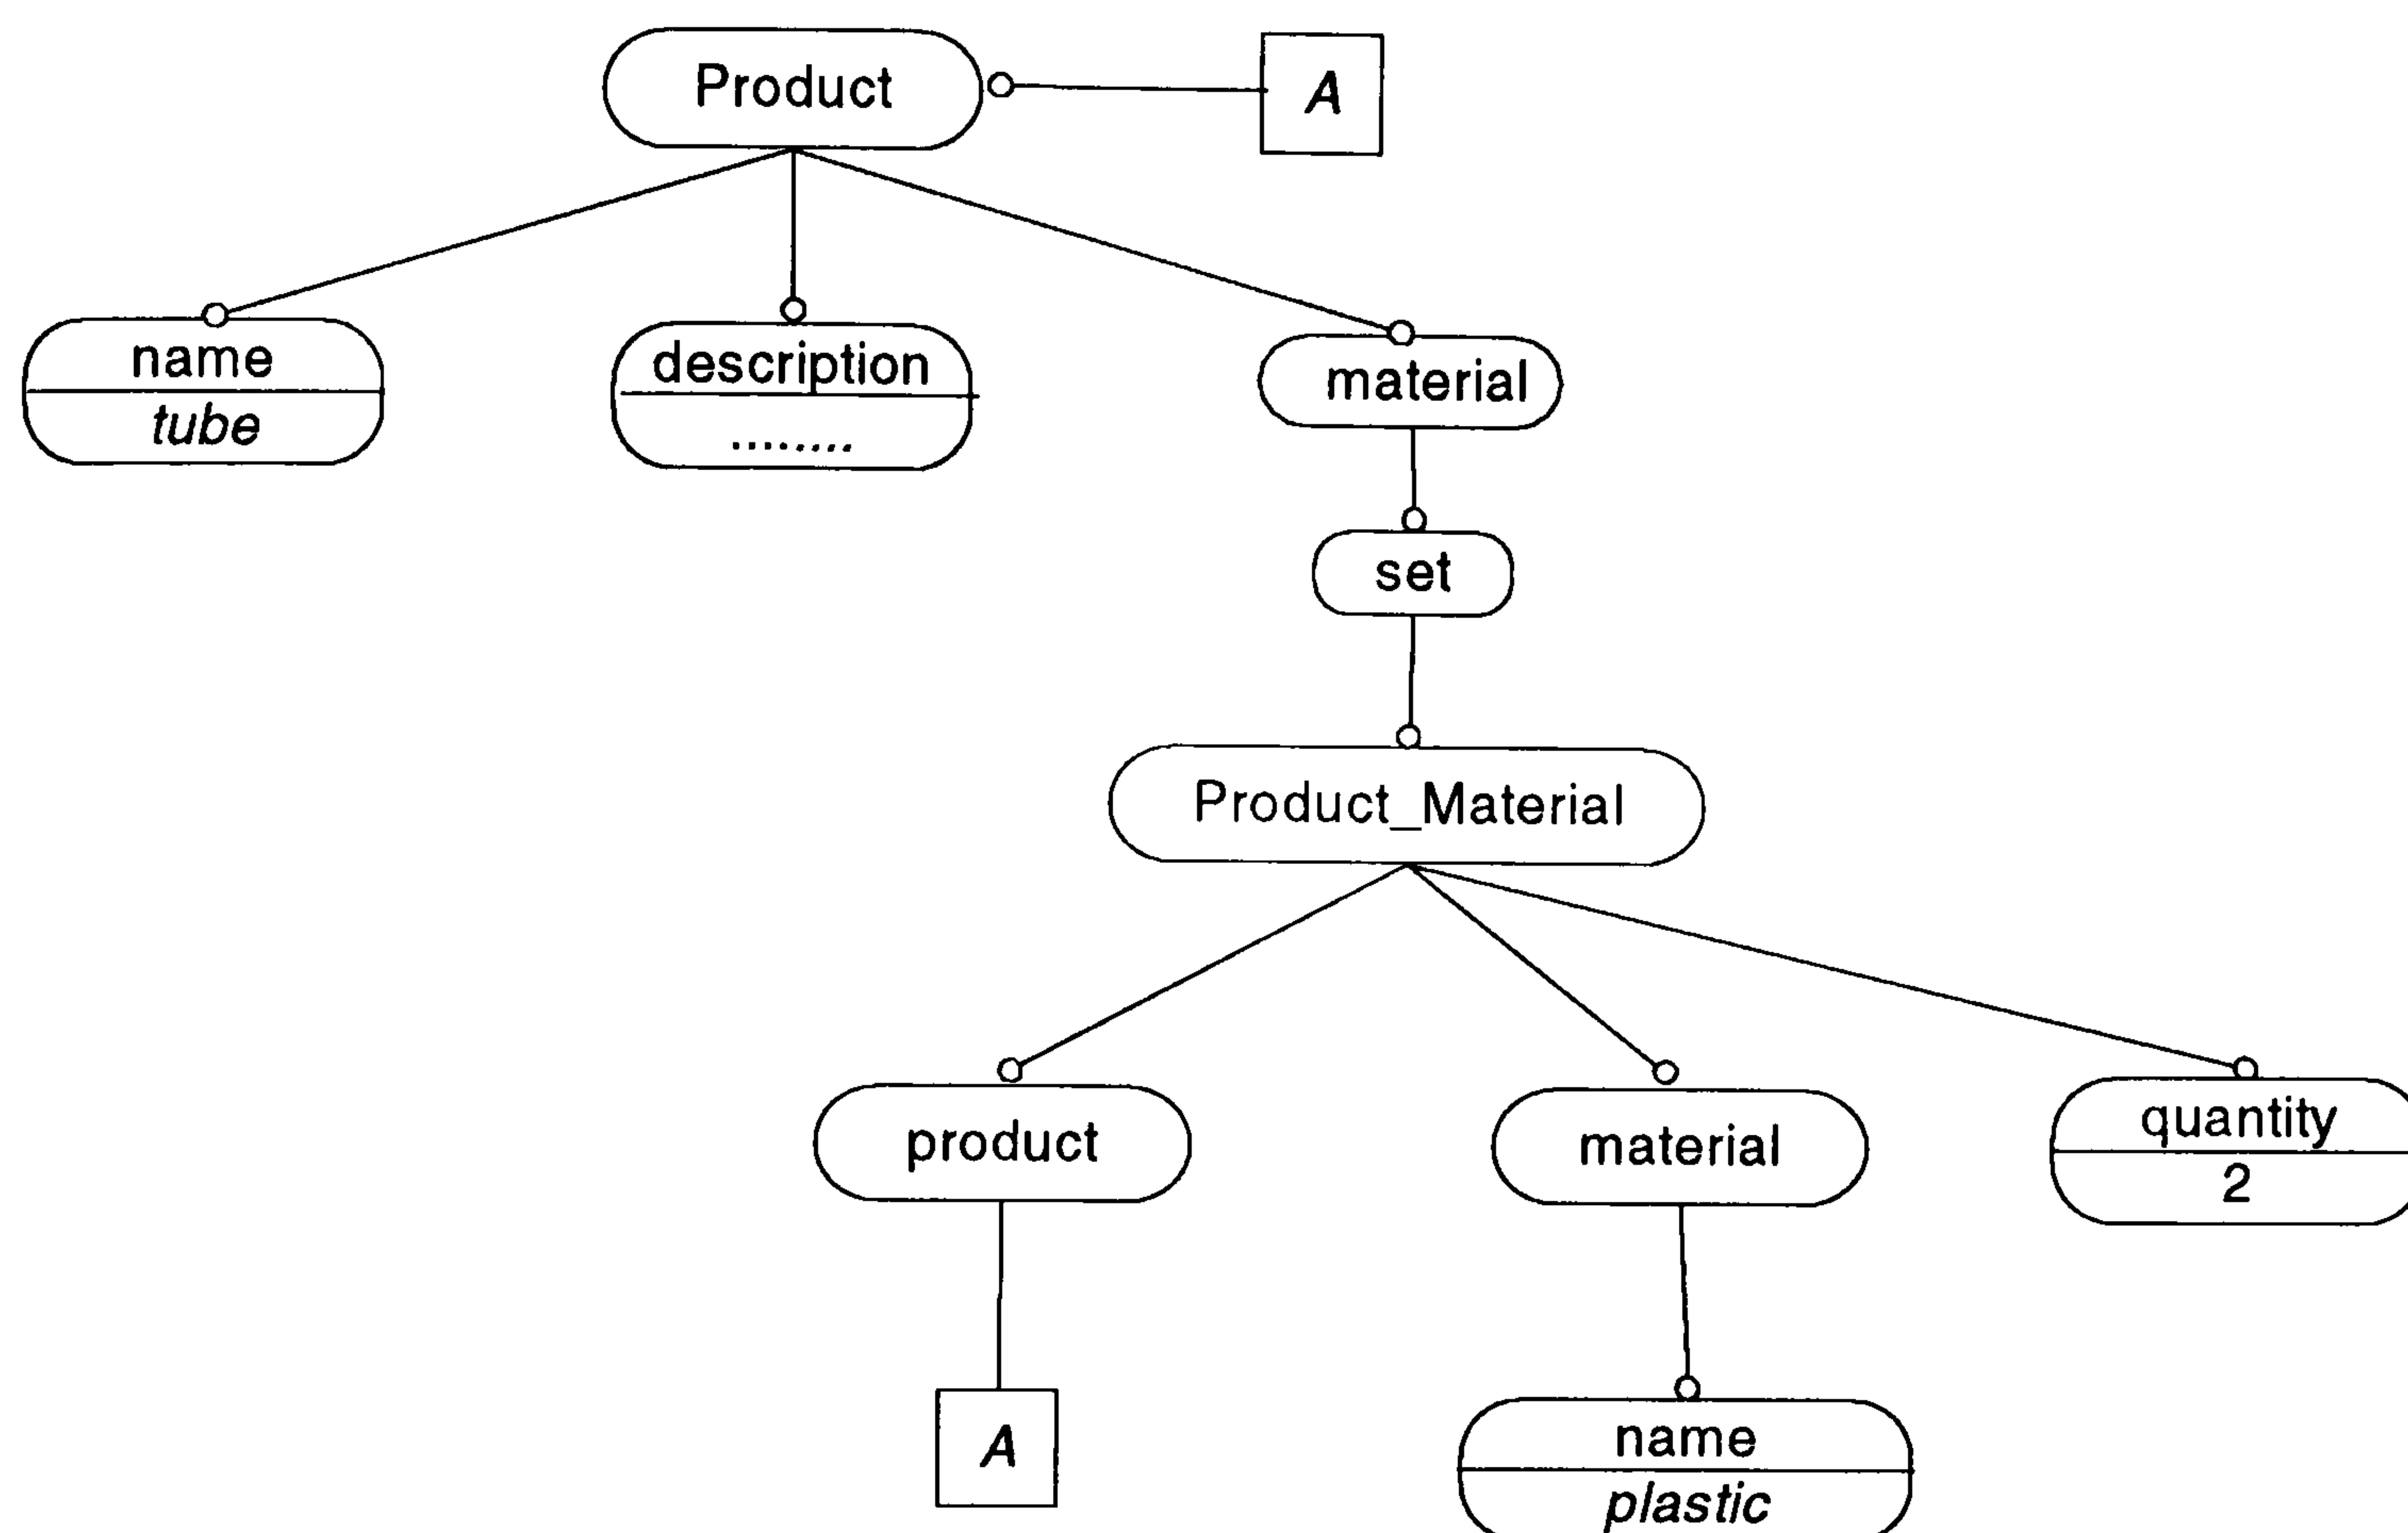 Product
A
name
tube
description
........
material
set
Product_Material
product
material
quantity
2
A
name
plastic